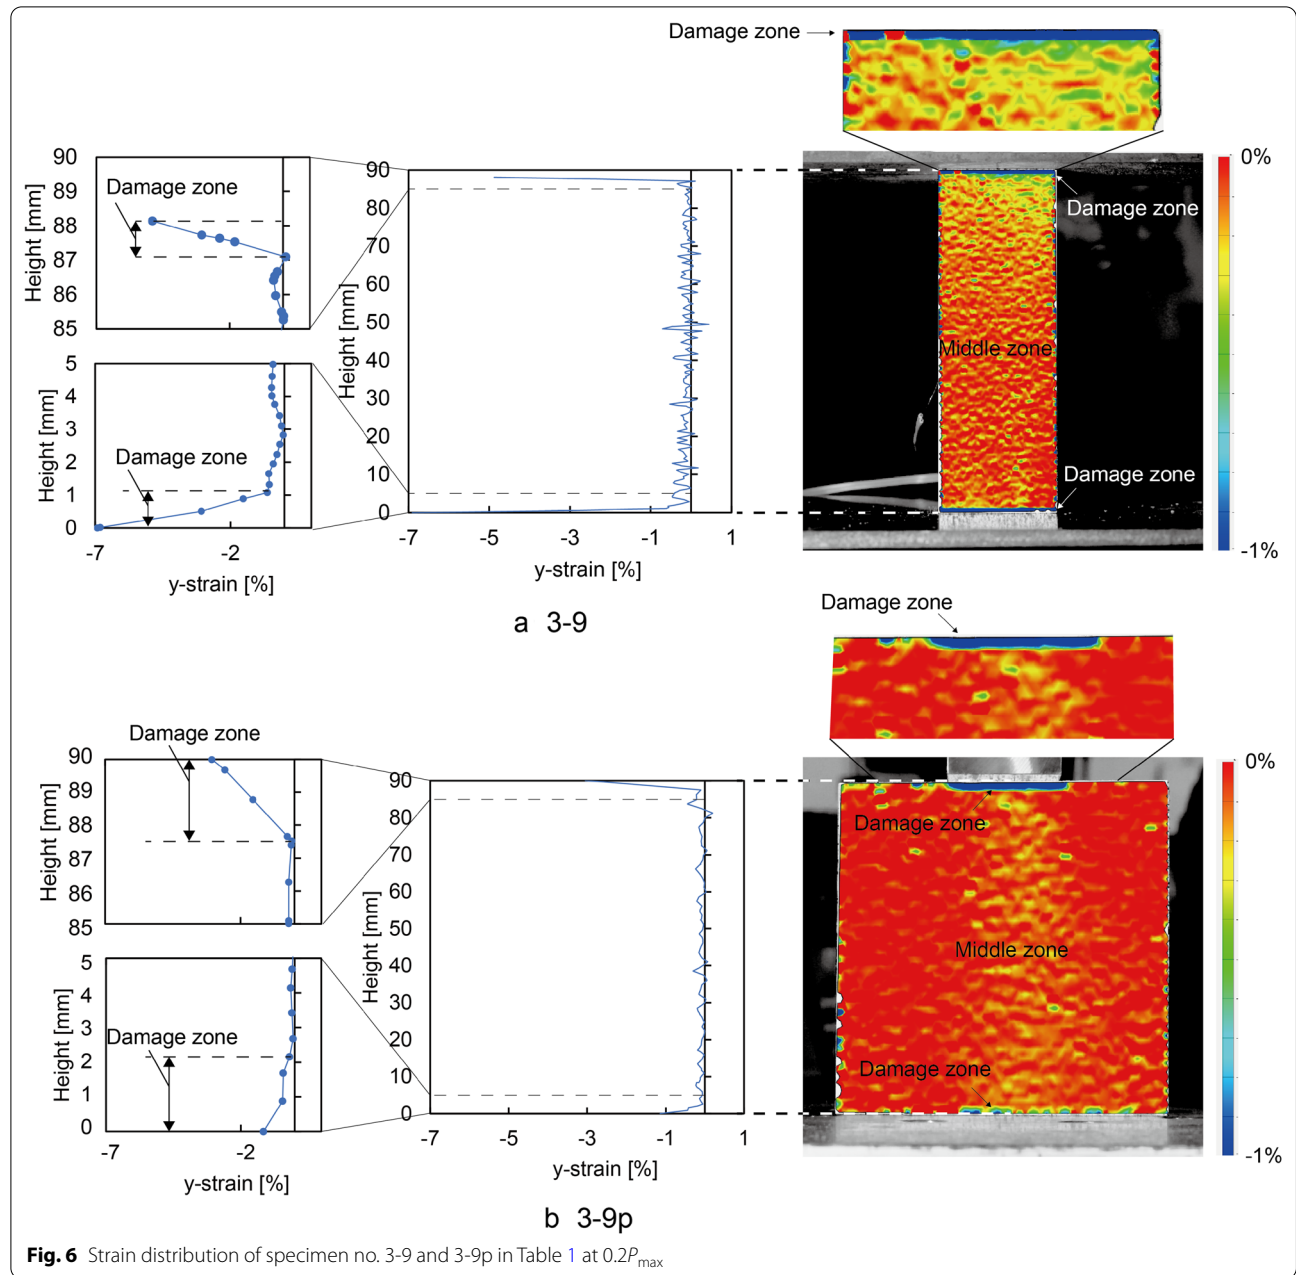 Damage zone
90
89
88
87
86
85
Height [mm]
Damage zone
5
4
3
2
1
0
Height [mm]
Damage zone
-7
-2
y-strain [%]
90
80
70
60
50
40
30
20
10
0
Height [mm]
-7
-5
-3
-1
1
y-strain [%]
Damage zone
Middle zone
Damage zone
0%
-1%
a 3-9
Damage zone
90
89
88
87
86
85
Height [mm]
Damage zone
5
4
3
2
1
0
Height [mm]
Damage zone
-7
-2
y-strain [%]
90
80
70
60
50
40
30
20
10
0
Height [mm]
-7
-5
-3
-1
1
y-strain [%]
Damage zone
Middle zone
Damage zone
0%
-1%
b 3-9p
Fig. 6 Strain distribution of specimen no. 3-9 and 3-9p in Table 1 at 0.2Pmax